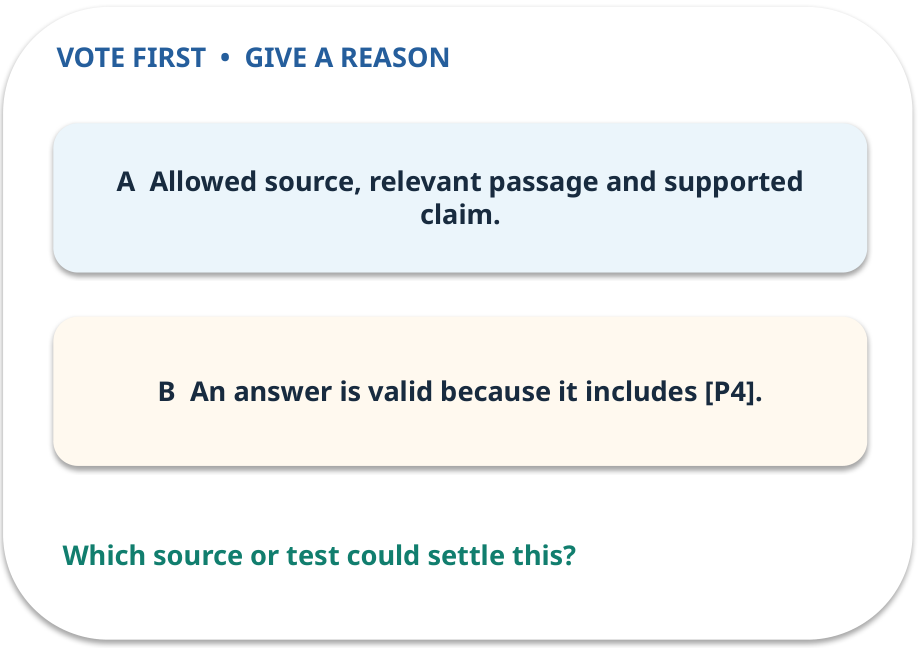 VOTE FIRST • GIVE A REASON
A Allowed source, relevant passage and supported
claim.
B An answer is valid because it includes [P4].
Which source or test could settle this?